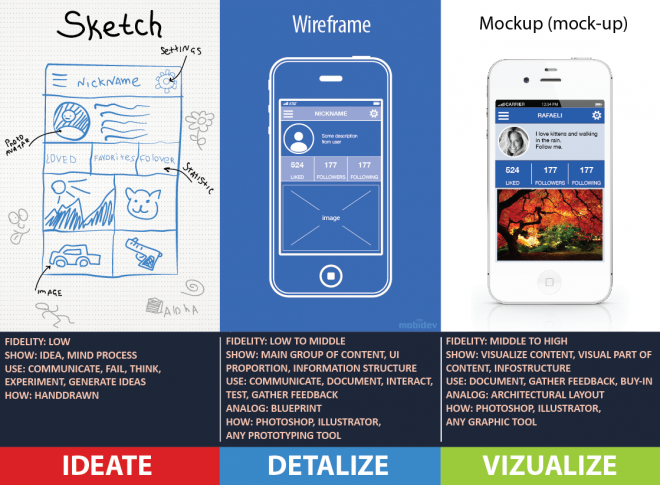 Sketch
SETTINGS
NICKNAME
PHOTO
AVATAR
LOVED FAVORITES FOLOVER
STATISTIC
IMAGE
ALOHA
Wireframe
AT&T
NICKNAME
Some description
from user
524 177 177
LIKED FOLLOWERS FOLLOWING
image
mobidev
Mockup (mock-up)
CARRIER 12:34 PM
RAFAELI
I love kittens and walking
in the rain.
Follow me.
524 177 177
LIKED FOLLOWERS FOLLOWING
FIDELITY: LOW
SHOW: IDEA, MIND PROCESS
USE: COMMUNICATE, FAIL, THINK,
EXPERIMENT, GENERATE IDEAS
HOW: HANDDRAWN
FIDELITY: LOW TO MIDDLE
SHOW: MAIN GROUP OF CONTENT, UI
PROPORTION, INFORMATION STRUCTURE
USE: COMMUNICATE, DOCUMENT, INTERACT,
TEST, GATHER FEEDBACK
ANALOG: BLUEPRINT
HOW: PHOTOSHOP, ILLUSTRATOR,
ANY PROTOTYPING TOOL
FIDELITY: MIDDLE TO HIGH
SHOW: VISUALIZE CONTENT, VISUAL PART OF
CONTENT, INFOSTRUCTURE
USE: DOCUMENT, GATHER FEEDBACK, BUY-IN
ANALOG: ARCHITECTURAL LAYOUT
HOW: PHOTOSHOP, ILLUSTRATOR,
ANY GRAPHIC TOOL
IDEATE
DETALIZE
VIZUALIZE